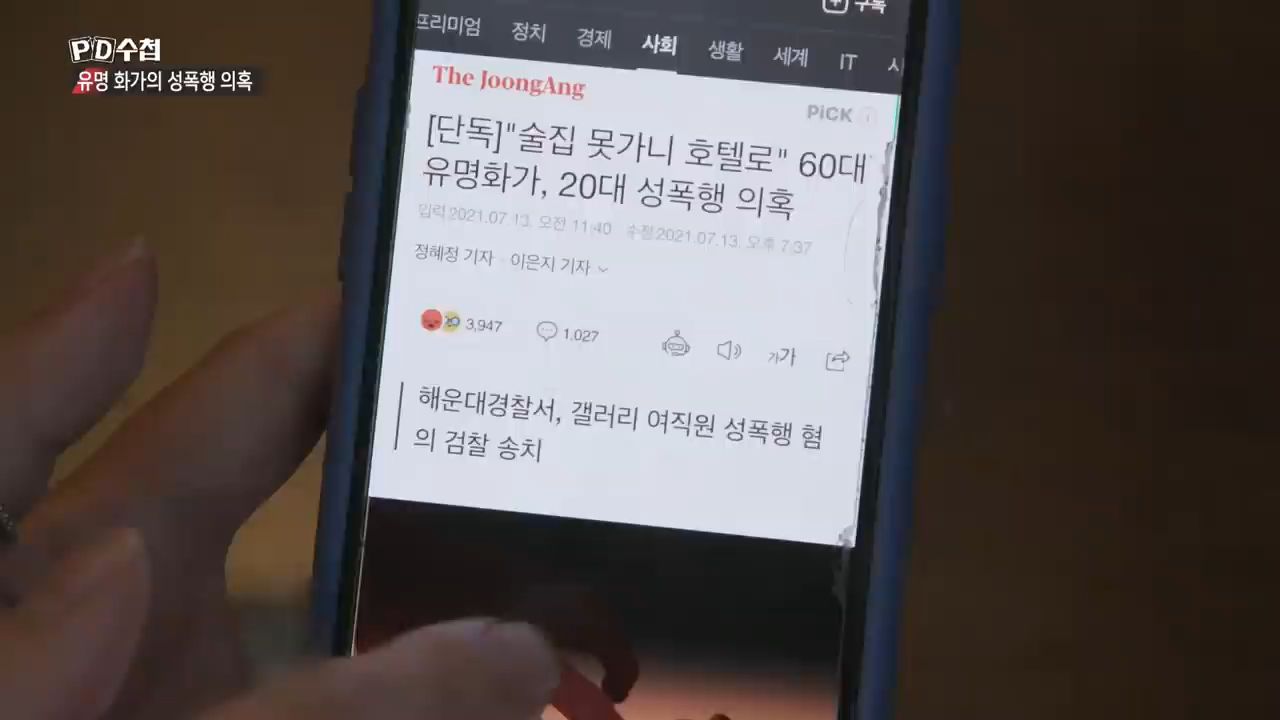 PD수첩
유명 화가의 성폭행 의혹
구독
프리미엄 정치 경제 사회 생활 세계 IT
The JoongAng
PiCK
[단독]"술집 못가니 호텔로" 60대
유명화가, 20대 성폭행 의혹
입력 2021.07.13. 오전 11:40 수정 2021.07.13. 오후 7:37
정혜정 기자 · 이은지 기자
3,947 1,027 가가
해운대경찰서, 갤러리 여직원 성폭행 혐
의 검찰 송치